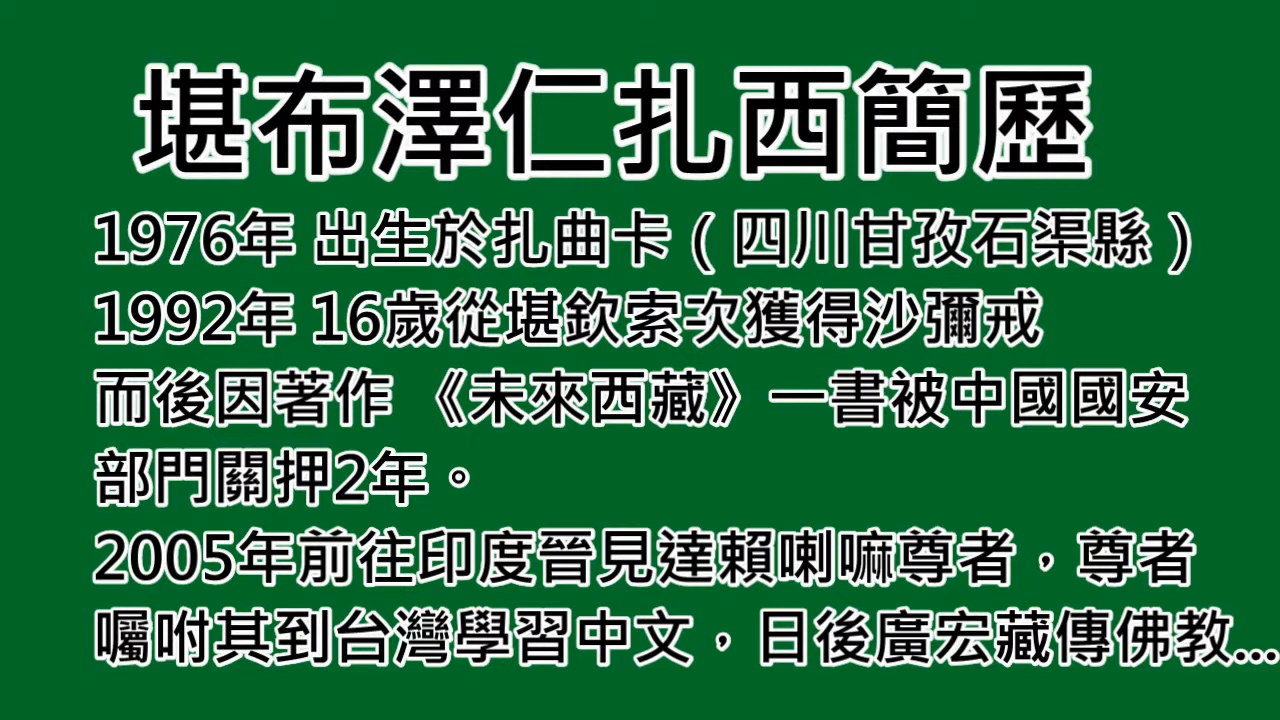 堪布澤仁扎西簡歷
1976年 出生於扎曲卡（四川甘孜石渠縣）
1992年 16歲從堪欽索次獲得沙彌戒
而後因著作 《未來西藏》一書被中國國安
部門關押2年。
2005年前往印度晉見達賴喇嘛尊者，尊者
囑咐其到台灣學習中文，日後廣宏藏傳佛教...